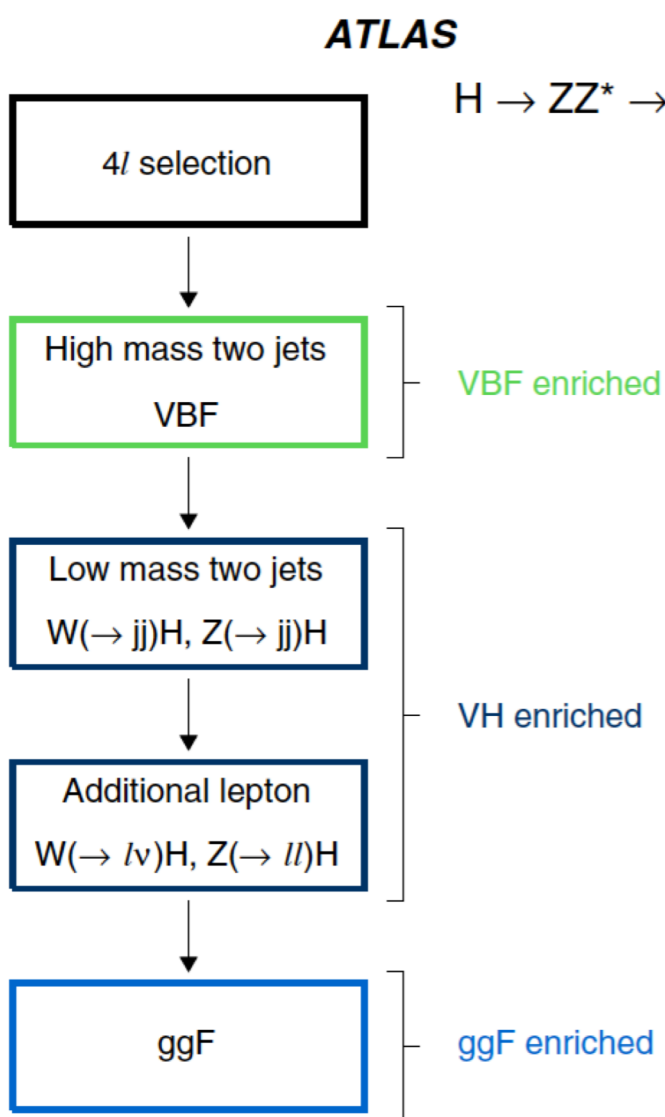 ATLAS
H → ZZ* →
4l selection
High mass two jets
VBF
VBF enriched
Low mass two jets
W(→ jj)H, Z(→ jj)H
Additional lepton
W(→ lν)H, Z(→ ll)H
VH enriched
ggF
ggF enriched